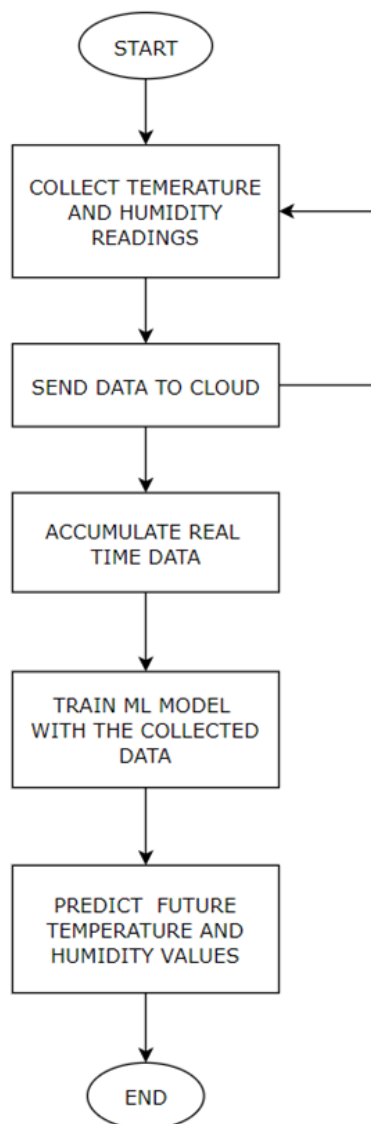 START
COLLECT TEMERATURE
AND HUMIDITY
READINGS
SEND DATA TO CLOUD
ACCUMULATE REAL
TIME DATA
TRAIN ML MODEL
WITH THE COLLECTED
DATA
PREDICT FUTURE
TEMPERATURE AND
HUMIDITY VALUES
END